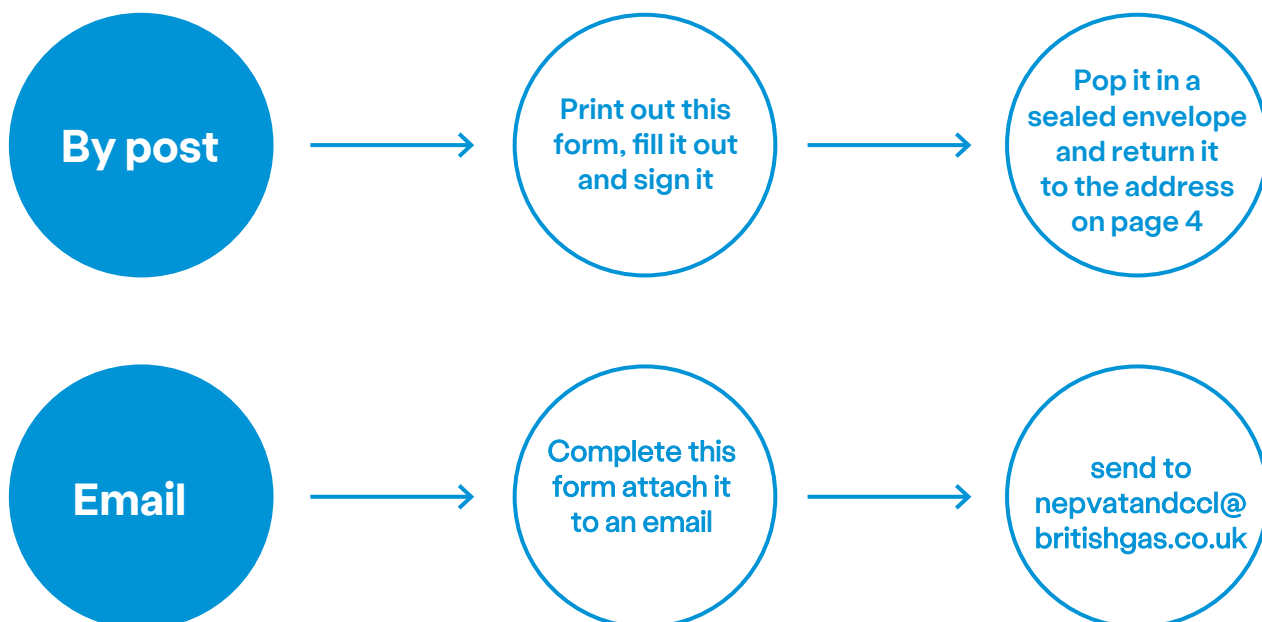 By post
Print out this
form, fill it out
and sign it
Pop it in a
sealed envelope
and return it
to the address
on page 4
Email
Complete this
form attach it
to an email
send to
nepvatandccl@
britishgas.co.uk